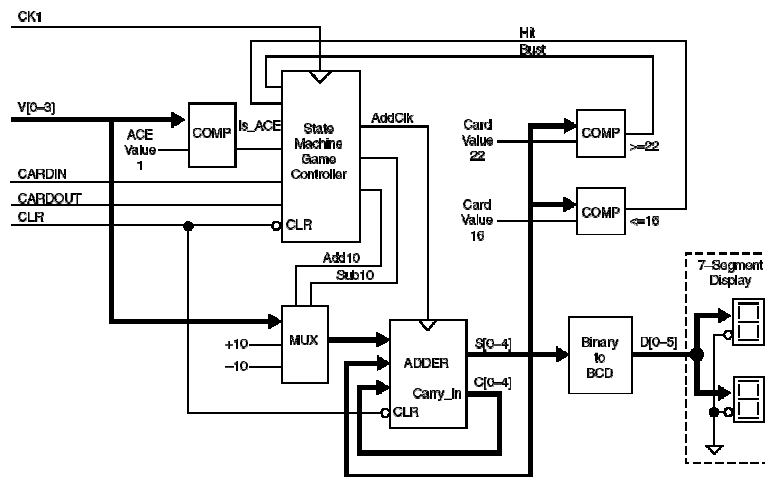 CK1
Hit
Bust
V[0–3]
ACE
Value
1
COMP
Is_ACE
State
Machine
Game
Controller
CLR
AddClk
Card
Value
22
COMP
>=22
CARDIN
CARDOUT
CLR
Card
Value
16
COMP
<=16
Add10
Sub10
7–Segment
Display
MUX
+10
–10
ADDER
Carry_In
CLR
S[0–4]
C[0–4]
Binary
to
BCD
D[0–5]